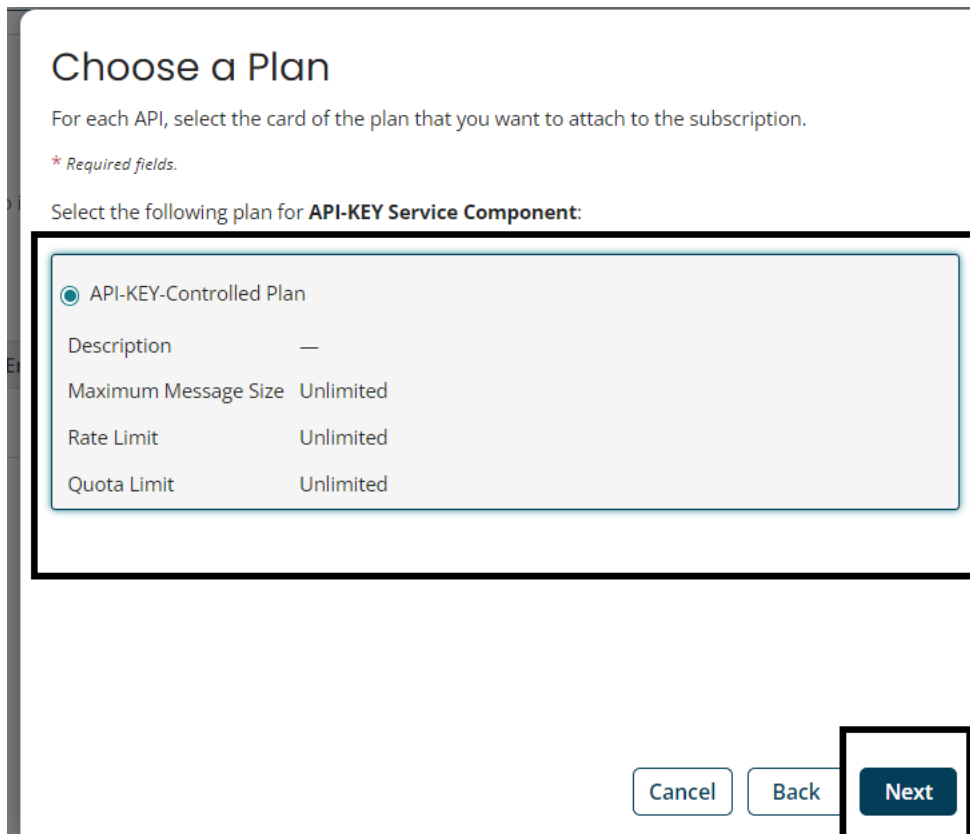 Choose a Plan
For each API, select the card of the plan that you want to attach to the subscription.
* Required fields.
Select the following plan for API-KEY Service Component:
API-KEY-Controlled Plan
Description —
Maximum Message Size Unlimited
Rate Limit Unlimited
Quota Limit Unlimited
Cancel Back Next